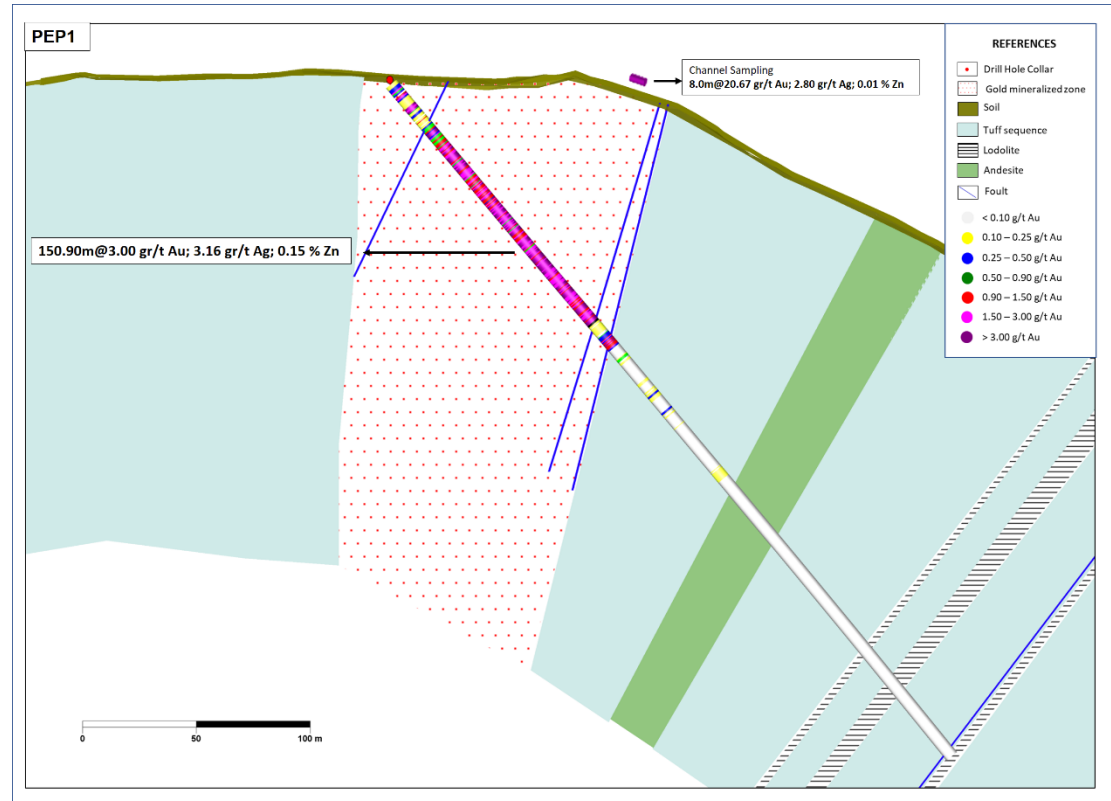 PEP1
Channel Sampling
8.0m@20.67 gr/t Au; 2.80 gr/t Ag; 0.01 % Zn
150.90m@3.00 gr/t Au; 3.16 gr/t Ag; 0.15 % Zn
REFERENCES
Drill Hole Collar
Gold mineralized zone
Soil
Tuff sequence
Lodolite
Andesite
Foult
< 0.10 g/t Au
0.10 – 0.25 g/t Au
0.25 – 0.50 g/t Au
0.50 – 0.90 g/t Au
0.90 – 1.50 g/t Au
1.50 – 3.00 g/t Au
> 3.00 g/t Au
0 50 100 m